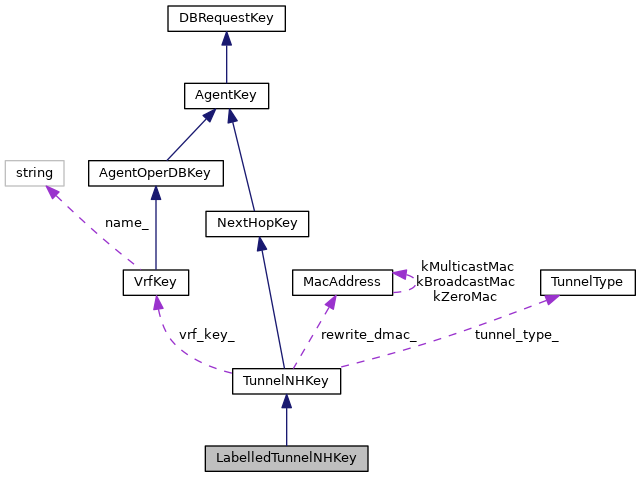 DBRequestKey
AgentKey
string
AgentOperDBKey
name_
NextHopKey
kMulticastMac
kBroadcastMac
kZeroMac
VrfKey
MacAddress
TunnelType
vrf_key_
rewrite_dmac_
tunnel_type_
TunnelNHKey
LabelledTunnelNHKey